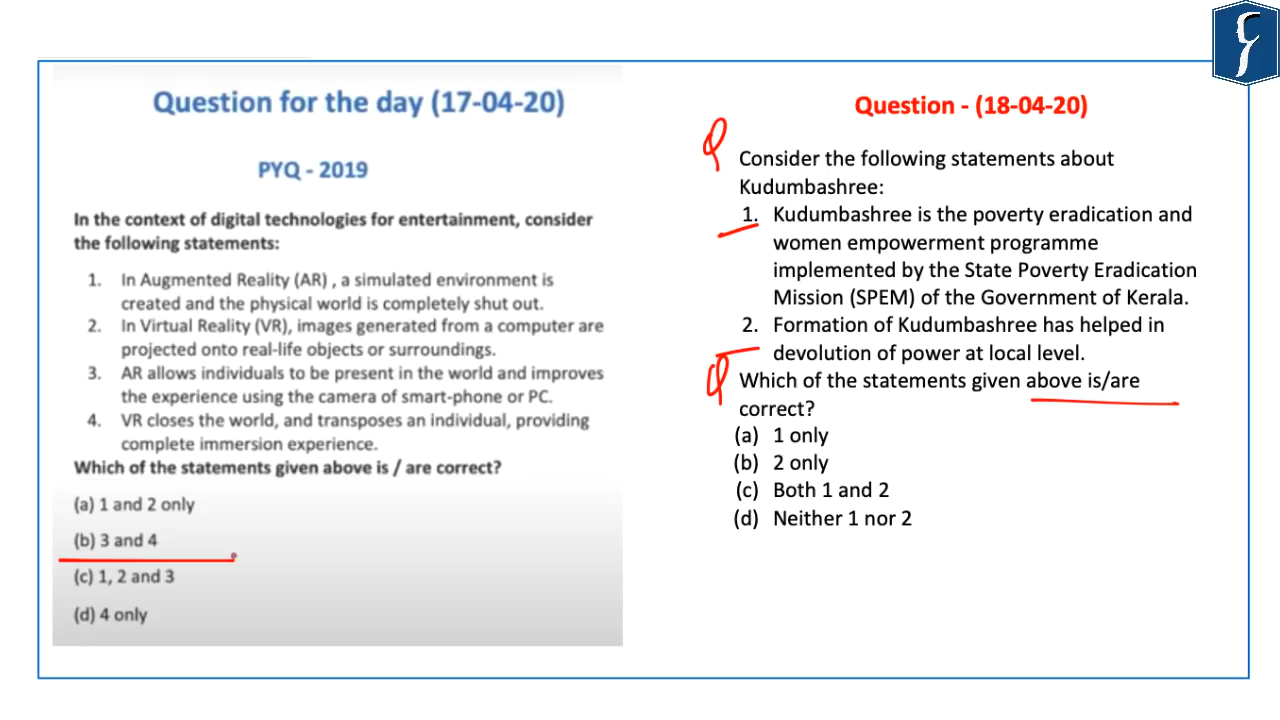 Question for the day (17-04-20)
PYQ - 2019
In the context of digital technologies for entertainment, consider
the following statements:
1. In Augmented Reality (AR) , a simulated environment is
created and the physical world is completely shut out.
2. In Virtual Reality (VR), images generated from a computer are
projected onto real-life objects or surroundings.
3. AR allows individuals to be present in the world and improves
the experience using the camera of smart-phone or PC.
4. VR closes the world, and transposes an individual, providing
complete immersion experience.
Which of the statements given above is / are correct?
(a) 1 and 2 only
(b) 3 and 4
(c) 1, 2 and 3
(d) 4 only
Question - (18-04-20)
Consider the following statements about
Kudumbashree:
1. Kudumbashree is the poverty eradication and
women empowerment programme
implemented by the State Poverty Eradication
Mission (SPEM) of the Government of Kerala.
2. Formation of Kudumbashree has helped in
devolution of power at local level.
Which of the statements given above is/are
correct?
(a) 1 only
(b) 2 only
(c) Both 1 and 2
(d) Neither 1 nor 2